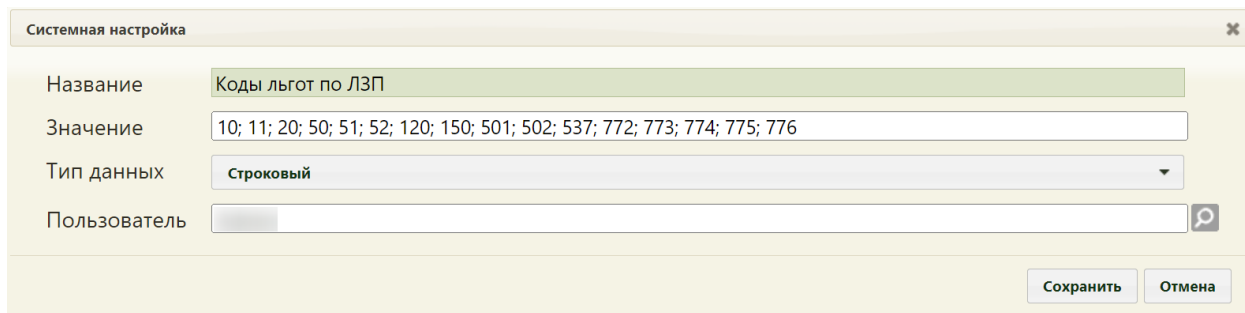 Системная настройка
Название Коды льгот по ЛЗП
Значение 10; 11; 20; 50; 51; 52; 120; 150; 501; 502; 537; 772; 773; 774; 775; 776
Тип данных Строковый
Пользователь
Сохранить Отмена